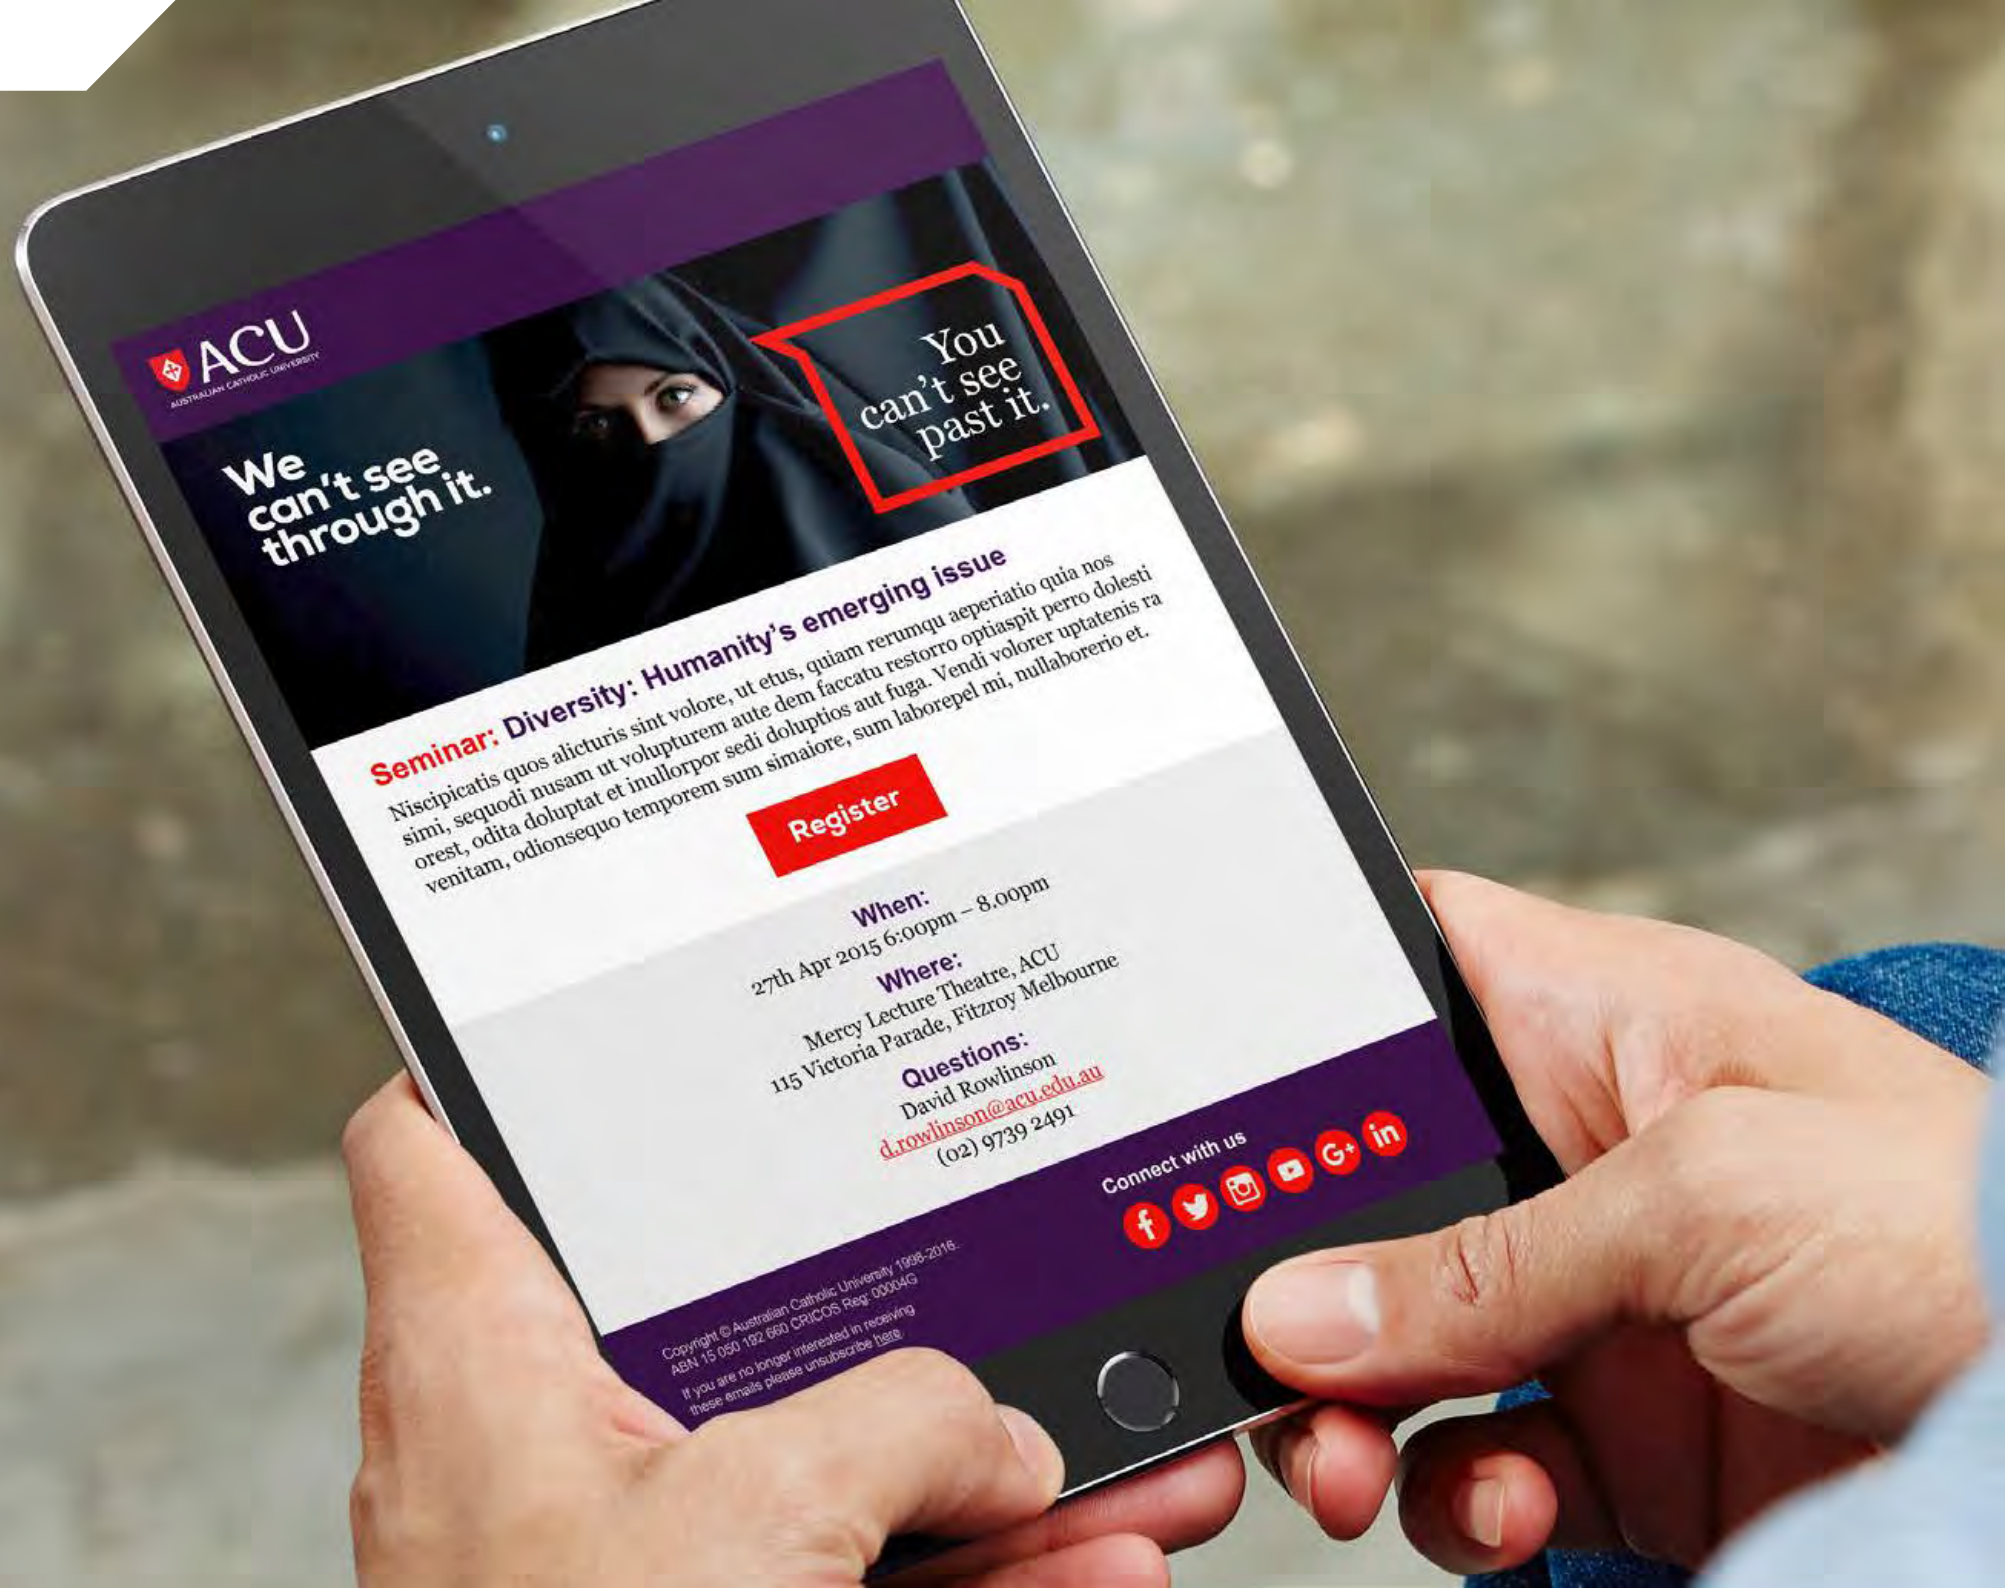 ACU
AUSTRALIAN CATHOLIC UNIVERSITY
We
can't see
through it.
You
can't see
past it.
Seminar: Diversity: Humanity's emerging issue
Niscipicatis quos alicturis sint volore, ut etus, quiam rerumqu aeperiatio quia nos
simi, sequodi nusam ut volupturem aute dem faccatu restorro optiaspit perro dolesti
orest, odita doluptat et inullorpor sedi doluptios aut fuga. Vendi volorer uptatenis ra
venitam, odionsequo temporem sum simaiore, sum laborepel mi, nullaborerio et.
Register
When:
27th Apr 2015 6:00pm – 8.00pm
Where:
Mercy Lecture Theatre, ACU
115 Victoria Parade, Fitzroy Melbourne
Questions:
David Rowlinson
d.rowlinson@acu.edu.au
(02) 9739 2491
Connect with us
f
G+
in
Copyright © Australian Catholic University 1998-2016.
ABN 15 050 192 660 CRICOS Reg: 00004G
If you are no longer interested in receiving
these emails please unsubscribe here